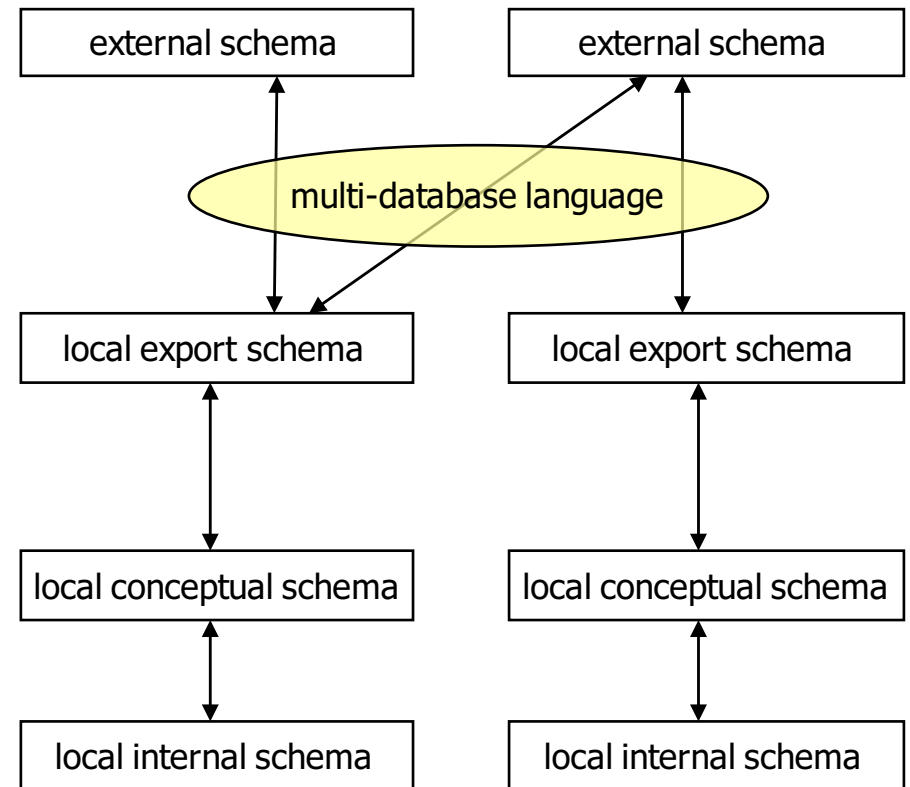 external schema
external schema
multi-database language
local export schema
local export schema
local conceptual schema
local conceptual schema
local internal schema
local internal schema